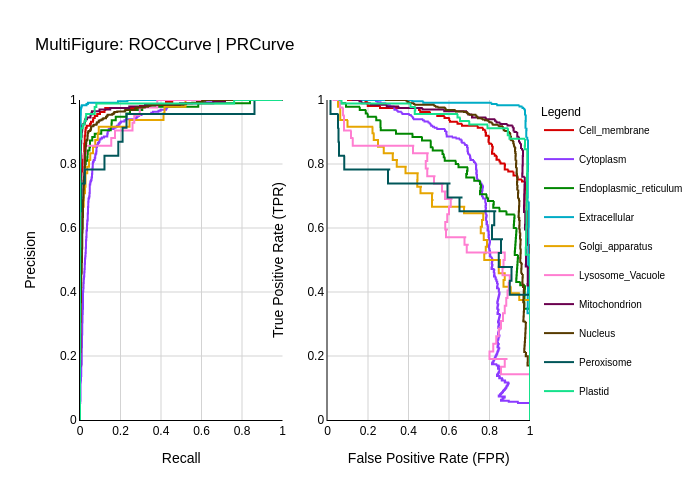 MultiFigure: ROCCurve | PRCurve
1
0.8
0.6
0.4
0.2
0
0 0.2 0.4 0.6 0.8 1
Precision
Recall
1
0.8
0.6
0.4
0.2
0
0 0.2 0.4 0.6 0.8 1
True Positive Rate (TPR)
False Positive Rate (FPR)
Legend
Cell_membrane
Cytoplasm
Endoplasmic_reticulum
Extracellular
Golgi_apparatus
Lysosome_Vacuole
Mitochondrion
Nucleus
Peroxisome
Plastid